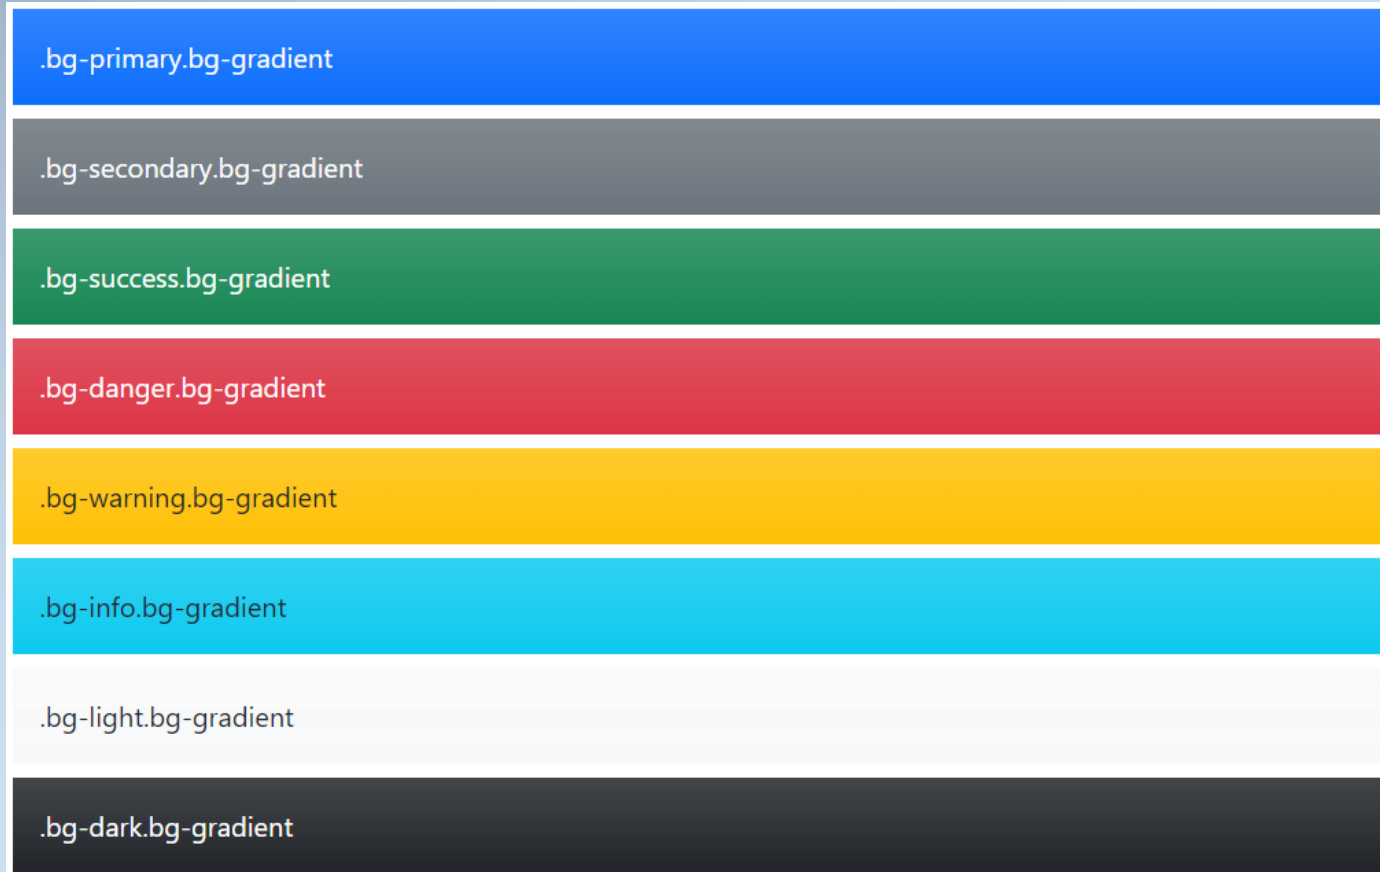 .bg-primary.bg-gradient
.bg-secondary.bg-gradient
.bg-success.bg-gradient
.bg-danger.bg-gradient
.bg-warning.bg-gradient
.bg-info.bg-gradient
.bg-light.bg-gradient
.bg-dark.bg-gradient